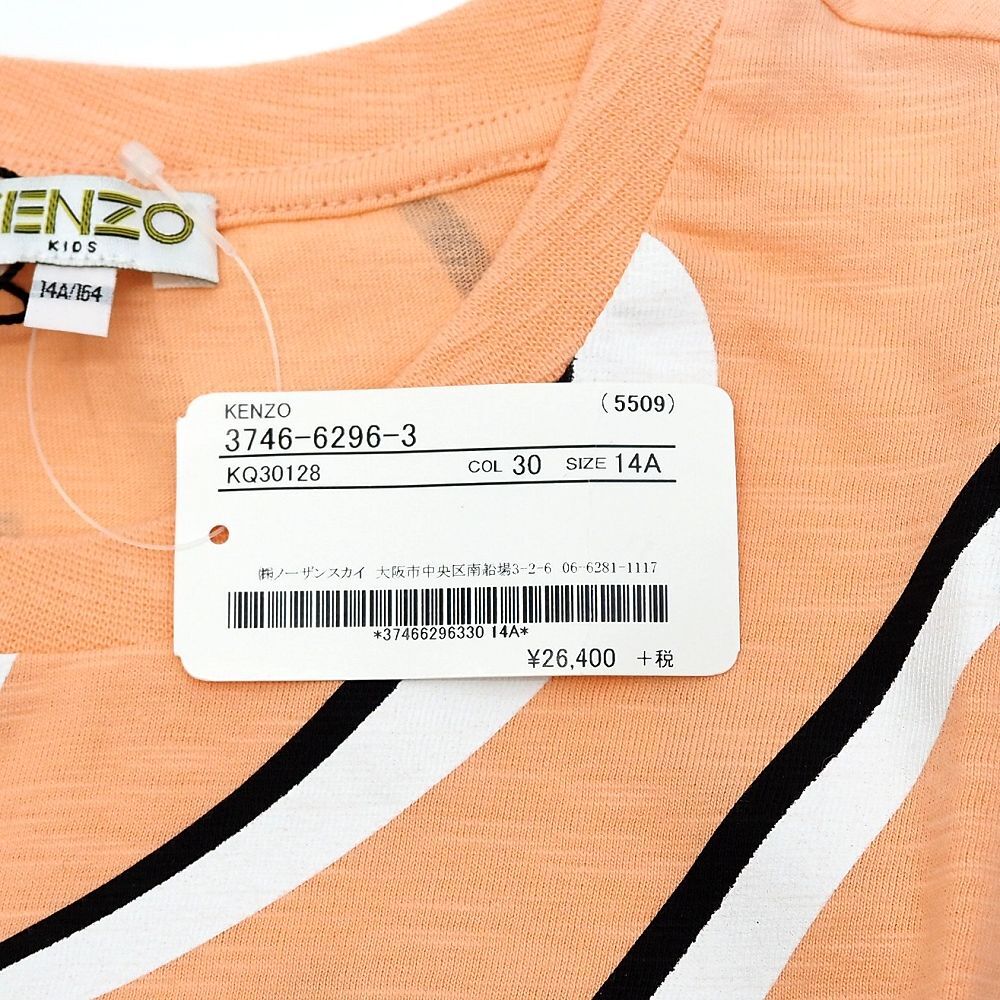 KENZO
KIDS
14A/164
KENZO (5509)
3746-6296-3
KQ30128 COL 30 SIZE 14A
㈱ノーザンスカイ 大阪市中央区南船場3-2-6 06-6281-1117
*37466296330 14A*
¥26,400 +税